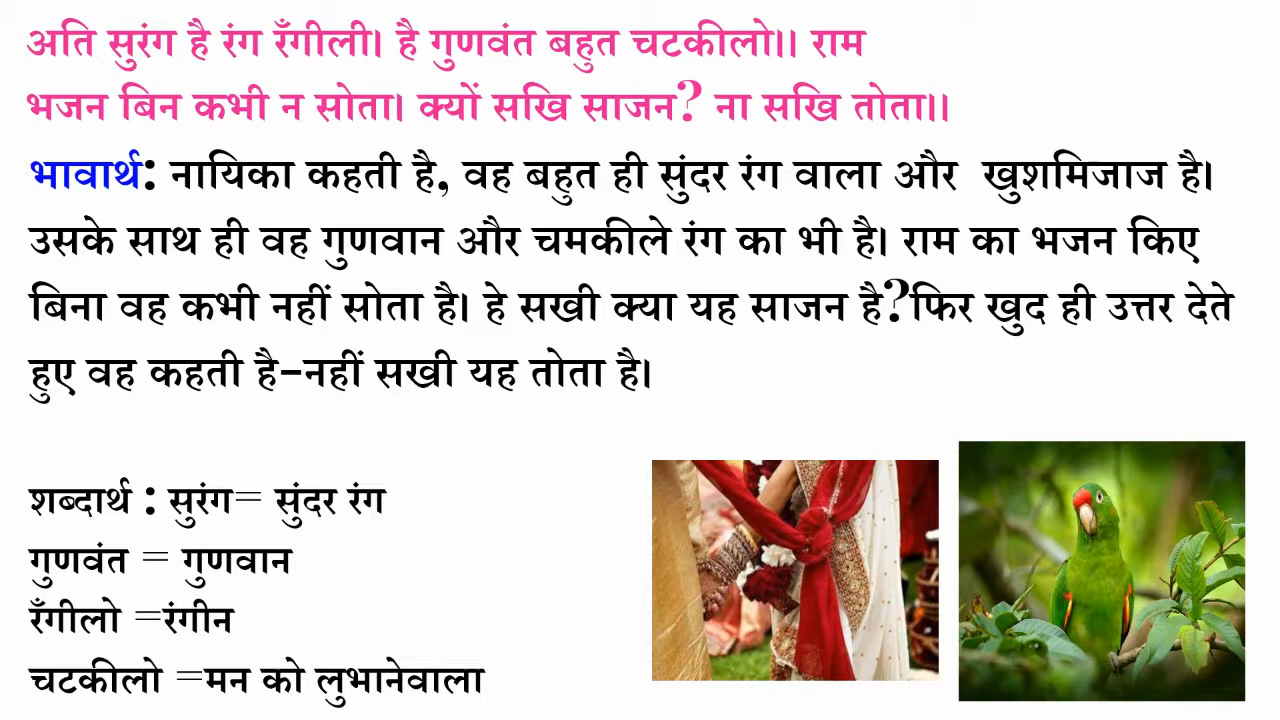 अति सुरंग है रंग रँगीली। है गुणवंत बहुत चटकीलो।। राम
भजन बिन कभी न सोता। क्यों सखि साजन? ना सखि तोता।।
भावार्थ: नायिका कहती है, वह बहुत ही सुंदर रंग वाला और खुशमिजाज है।
उसके साथ ही वह गुणवान और चमकीले रंग का भी है। राम का भजन किए
बिना वह कभी नहीं सोता है। हे सखी क्या यह साजन है?फिर खुद ही उत्तर देते
हुए वह कहती है-नहीं सखी यह तोता है।
शब्दार्थ : सुरंग= सुंदर रंग
गुणवंत = गुणवान
रँगीलो =रंगीन
चटकीलो =मन को लुभानेवाला